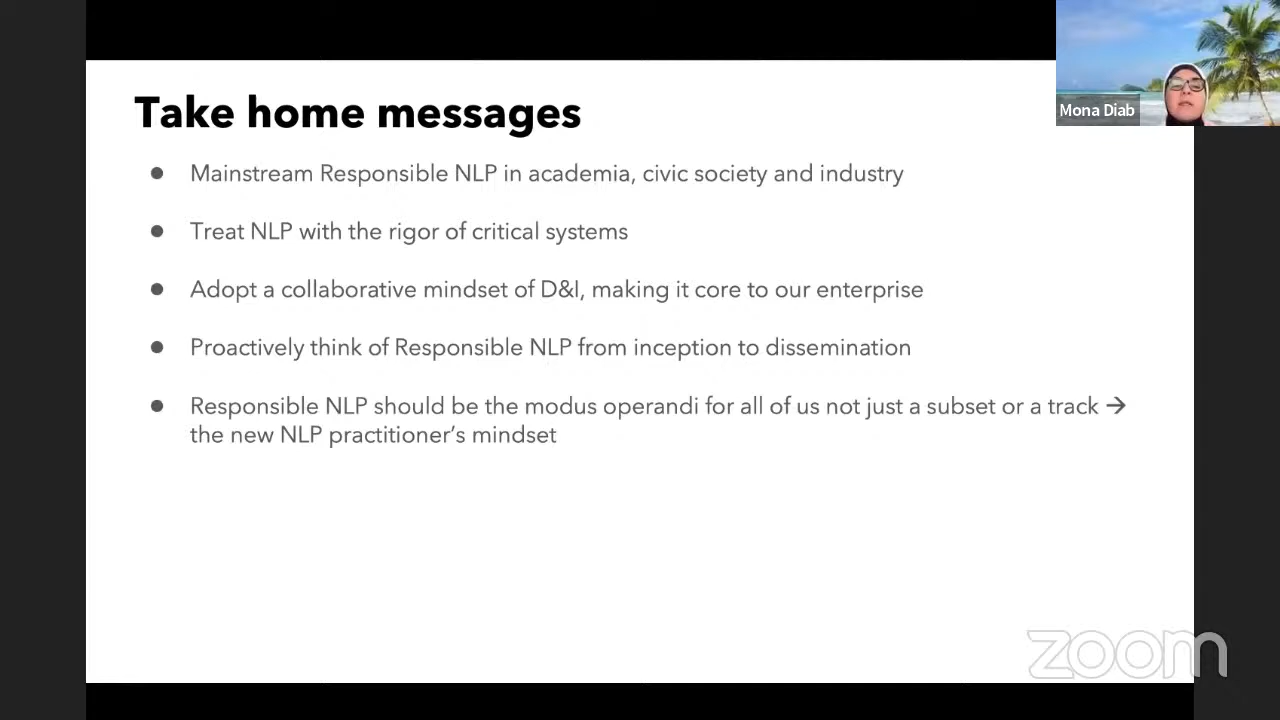 Take home messages
Mona Diab
● Mainstream Responsible NLP in academia, civic society and industry
● Treat NLP with the rigor of critical systems
● Adopt a collaborative mindset of D&I, making it core to our enterprise
● Proactively think of Responsible NLP from inception to dissemination
● Responsible NLP should be the modus operandi for all of us not just a subset or a track →
the new NLP practitioner’s mindset
zoom